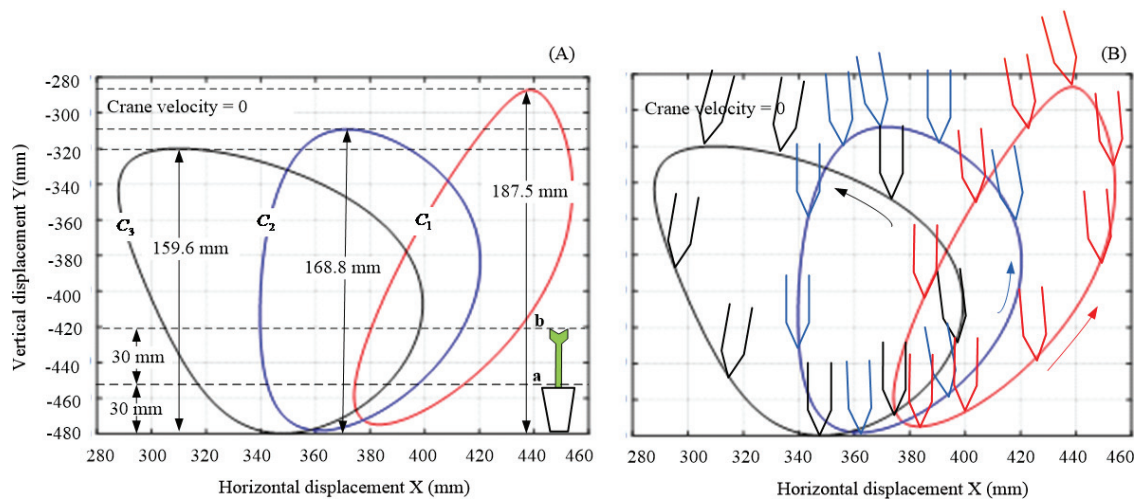 (A)
-280
-300
-320
-340
-360
-380
-400
-420
-440
-460
-480
Vertical displacement Y(mm)
Crane velocity = 0
C3
C2
C1
159.6 mm
168.8 mm
187.5 mm
30 mm
30 mm
b
a
280 300 320 340 360 380 400 420 440 460
Horizontal displacement X (mm)
(B)
Crane velocity = 0
280 300 320 340 360 380 400 420 440 460
Horizontal displacement X (mm)